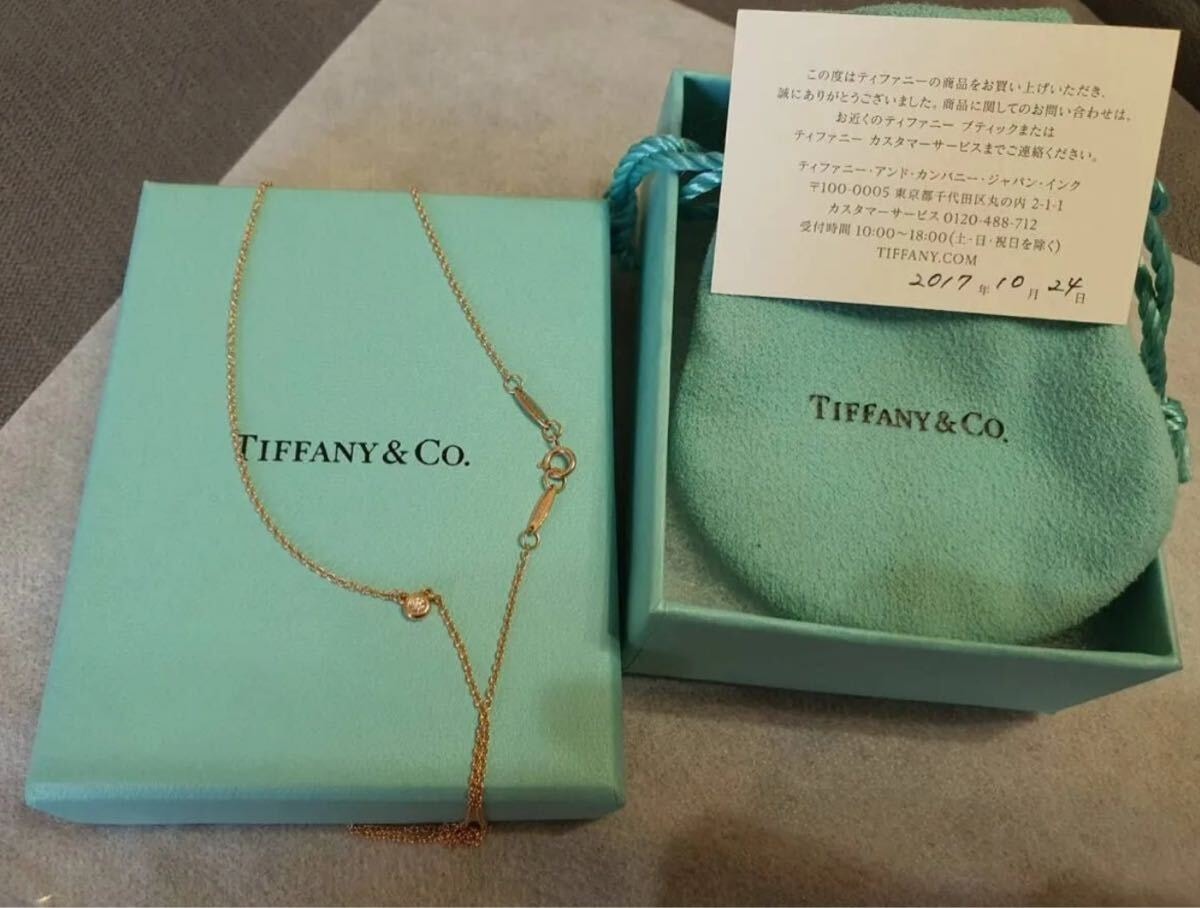 この度はティファニーの商品をお買い上げいただき、
誠にありがとうございました。商品に関してのお問い合わせは、
お近くのティファニー ブティックまたは
ティファニー カスタマーサービスまでご連絡ください。
ティファニー・アンド・カンパニー・ジャパン・インク
〒100-0005 東京都千代田区丸の内 2-1-1
カスタマーサービス 0120-488-712
受付時間 10:00〜18:00(土・日・祝日を除く)
TIFFANY.COM
2017年10月24日
TIFFANY & CO.
TIFFANY & CO.